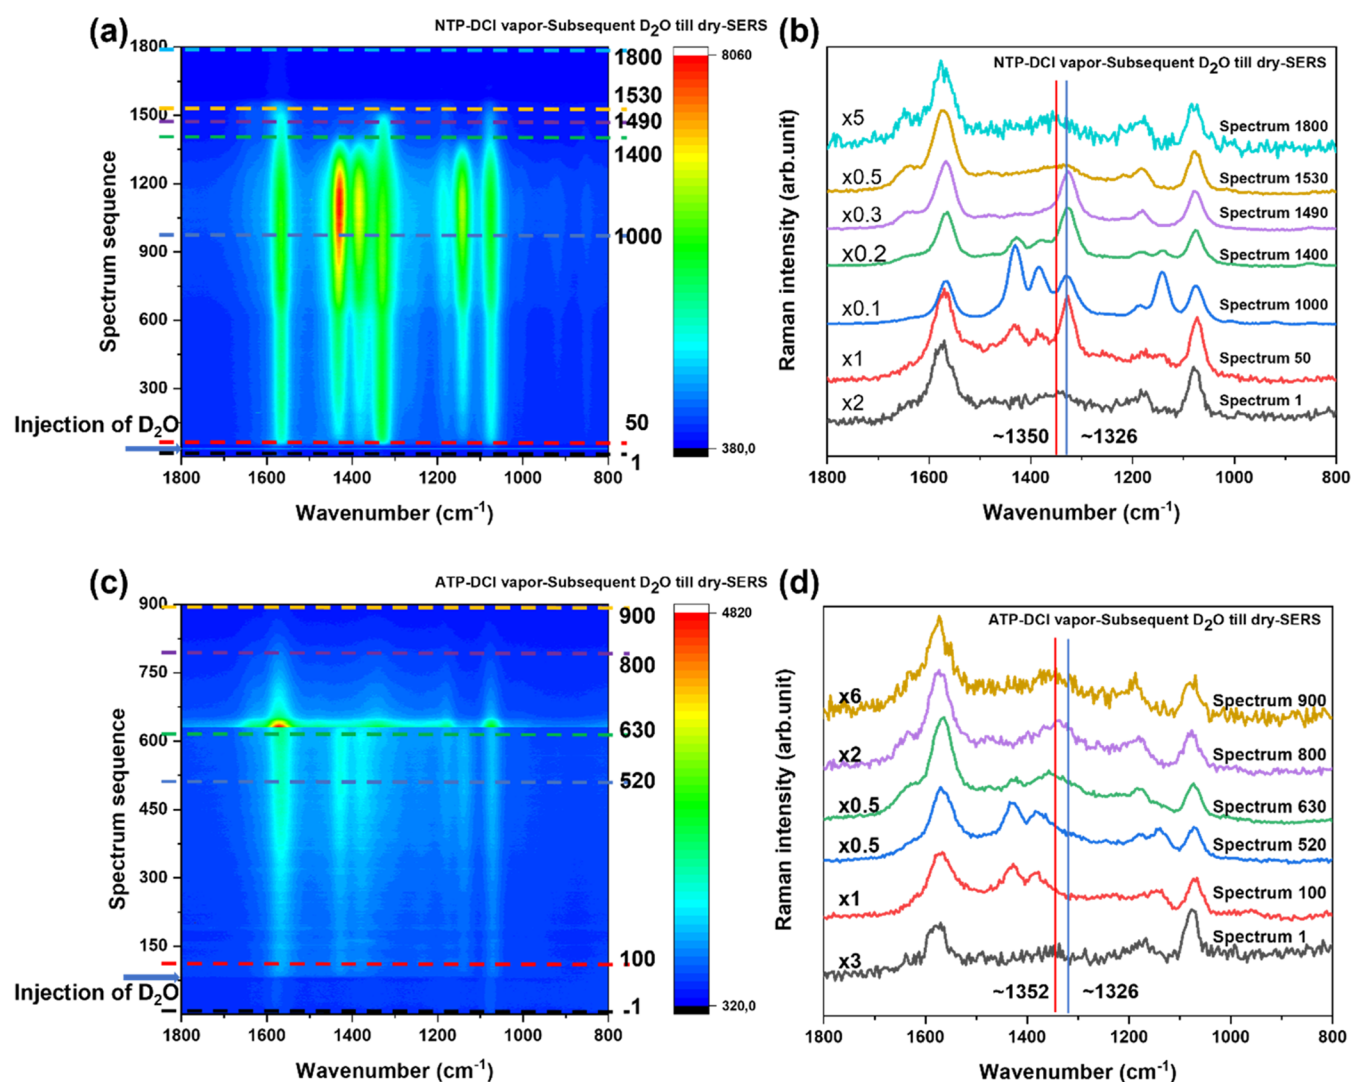 (a)
NTP-DCI vapor-Subsequent D2O till dry-SERS
1800
1500
1200
900
600
300
Spectrum sequence
Injection of D2O
1800
1530
1490
1400
1000
50
1
8060
380,0
1800 1600 1400 1200 1000 800
Wavenumber (cm-1)
(b)
NTP-DCI vapor-Subsequent D2O till dry-SERS
Raman intensity (arb.unit)
x5 Spectrum 1800
x0.5 Spectrum 1530
x0.3 Spectrum 1490
x0.2 Spectrum 1400
x0.1 Spectrum 1000
x1 Spectrum 50
x2 Spectrum 1
~1350 ~1326
1800 1600 1400 1200 1000 800
Wavenumber (cm-1)
(c)
ATP-DCI vapor-Subsequent D2O till dry-SERS
900
750
600
450
300
150
Spectrum sequence
Injection of D2O
900
800
630
520
100
1
4820
320,0
1800 1600 1400 1200 1000 800
Wavenumber (cm-1)
(d)
ATP-DCI vapor-Subsequent D2O till dry-SERS
Raman intensity (arb.unit)
x6 Spectrum 900
x2 Spectrum 800
x0.5 Spectrum 630
x0.5 Spectrum 520
x1 Spectrum 100
x3 Spectrum 1
~1352 ~1326
1800 1600 1400 1200 1000 800
Wavenumber (cm-1)